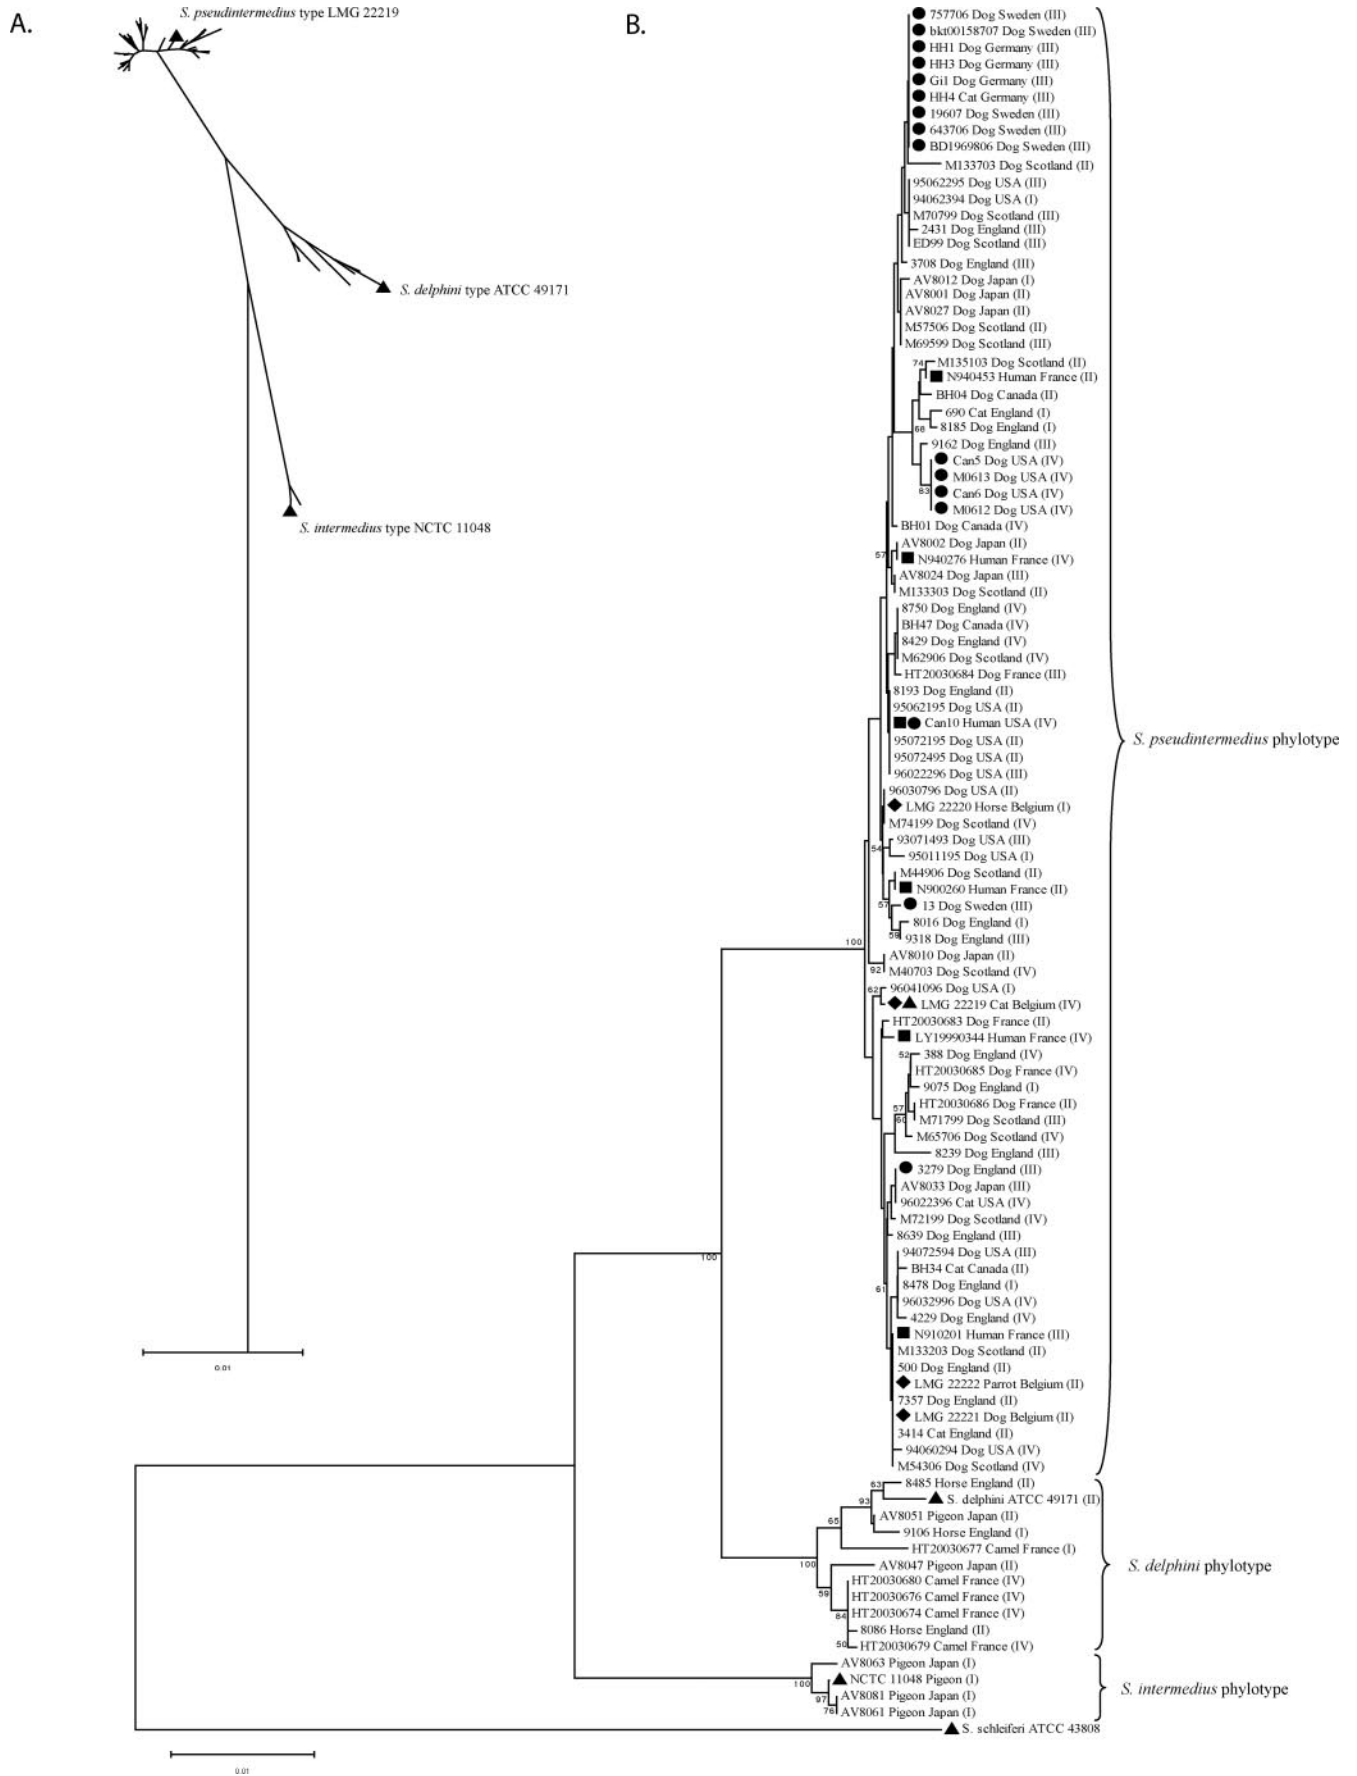 A.
S. pseudintermedius type LMG 22219
S. delphini type ATCC 49171
S. intermedius type NCTC 11048
0.01
B.
757706 Dog Sweden (III)
bkt00158707 Dog Sweden (III)
HH1 Dog Germany (III)
HH3 Dog Germany (III)
Gi1 Dog Germany (III)
HH4 Cat Germany (III)
19607 Dog Sweden (III)
643706 Dog Sweden (III)
BD1969806 Dog Sweden (III)
M133703 Dog Scotland (II)
95062295 Dog USA (III)
94062394 Dog USA (I)
M70799 Dog Scotland (III)
2431 Dog England (III)
ED99 Dog Scotland (III)
3708 Dog England (III)
AV8012 Dog Japan (I)
AV8001 Dog Japan (II)
AV8027 Dog Japan (II)
M57506 Dog Scotland (II)
M69599 Dog Scotland (III)
74 M135103 Dog Scotland (II)
N940453 Human France (II)
BH04 Dog Canada (II)
690 Cat England (I)
68 8185 Dog England (I)
9162 Dog England (III)
Can5 Dog USA (IV)
M0613 Dog USA (IV)
63 Can6 Dog USA (IV)
M0612 Dog USA (IV)
BH01 Dog Canada (IV)
AV8002 Dog Japan (II)
57 N940276 Human France (IV)
AV8024 Dog Japan (III)
M133303 Dog Scotland (II)
8750 Dog England (IV)
BH47 Dog Canada (IV)
8429 Dog England (IV)
M62906 Dog Scotland (IV)
HT20030684 Dog France (III)
8193 Dog England (II)
95062195 Dog USA (II)
Can10 Human USA (IV)
S. pseudintermedius phylotype
95072195 Dog USA (II)
95072495 Dog USA (II)
96022296 Dog USA (III)
96030796 Dog USA (II)
LMG 22220 Horse Belgium (I)
M74199 Dog Scotland (IV)
93071493 Dog USA (III)
54 95011195 Dog USA (I)
M44906 Dog Scotland (II)
N900260 Human France (II)
57 13 Dog Sweden (III)
8016 Dog England (I)
59 9318 Dog England (III)
100 AV8010 Dog Japan (II)
92 M40703 Dog Scotland (IV)
62 96041096 Dog USA (I)
LMG 22219 Cat Belgium (IV)
HT20030683 Dog France (II)
LY19990344 Human France (IV)
52 388 Dog England (IV)
HT20030685 Dog France (IV)
9075 Dog England (I)
57 HT20030686 Dog France (II)
60 M71799 Dog Scotland (III)
M65706 Dog Scotland (IV)
8239 Dog England (III)
3279 Dog England (III)
AV8033 Dog Japan (III)
96022396 Cat USA (IV)
M72199 Dog Scotland (IV)
8639 Dog England (III)
100 94072594 Dog USA (III)
BH34 Cat Canada (II)
61 8478 Dog England (I)
96032996 Dog USA (IV)
4229 Dog England (IV)
N910201 Human France (III)
M133203 Dog Scotland (II)
500 Dog England (II)
LMG 22222 Parrot Belgium (II)
7357 Dog England (II)
LMG 22221 Dog Belgium (II)
3414 Cat England (II)
94060294 Dog USA (IV)
M54306 Dog Scotland (IV)
63 8485 Horse England (II)
93 S. delphini ATCC 49171 (II)
65 AV8051 Pigeon Japan (II)
9106 Horse England (I)
HT20030677 Camel France (I)
100 AV8047 Pigeon Japan (II)
S. delphini phylotype
HT20030680 Camel France (IV)
59 HT20030676 Camel France (IV)
64 HT20030674 Camel France (IV)
8086 Horse England (II)
50 HT20030679 Camel France (IV)
AV8063 Pigeon Japan (I)
100 NCTC 11048 Pigeon (I)
S. intermedius phylotype
97 AV8081 Pigeon Japan (I)
76 AV8061 Pigeon Japan (I)
S. schleiferi ATCC 43808
0.01